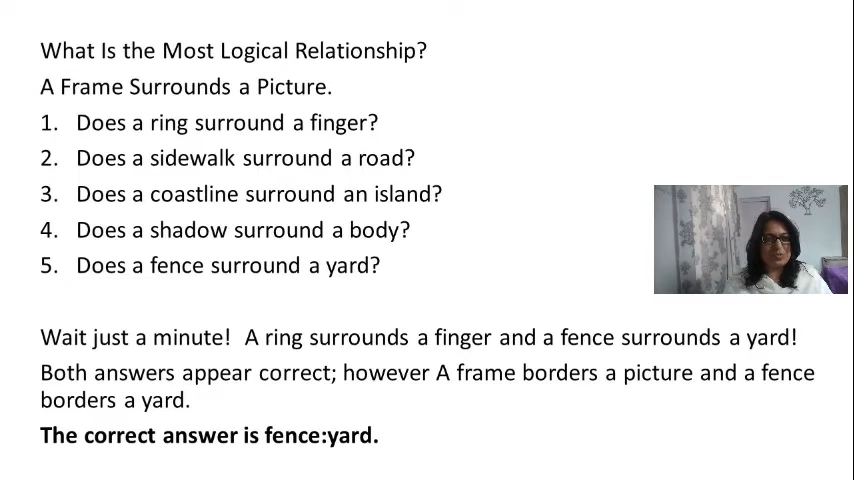 What Is the Most Logical Relationship?
A Frame Surrounds a Picture.
1. Does a ring surround a finger?
2. Does a sidewalk surround a road?
3. Does a coastline surround an island?
4. Does a shadow surround a body?
5. Does a fence surround a yard?
Wait just a minute! A ring surrounds a finger and a fence surrounds a yard!
Both answers appear correct; however A frame borders a picture and a fence
borders a yard.
The correct answer is fence:yard.